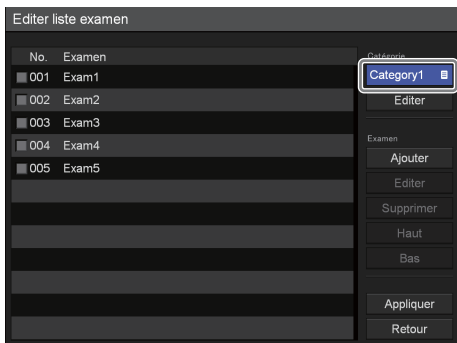 Editer liste examen
No. Examen
001 Exam1
002 Exam2
003 Exam3
004 Exam4
005 Exam5
Catégorie
Category1
Editer
Examen
Ajouter
Editer
Supprimer
Haut
Bas
Appliquer
Retour